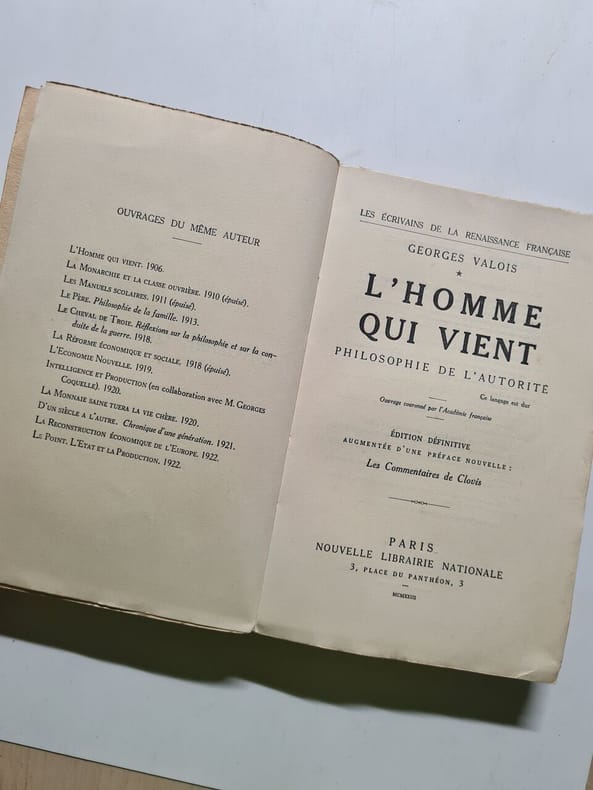 OUVRAGES DU MÊME AUTEUR
L'HOMME QUI VIENT. 1906.
LA MONARCHIE ET LA CLASSE OUVRIÈRE. 1910 (épuisé).
LES MANUELS SCOLAIRES. 1911 (épuisé).
LE PÈRE. Philosophie de la famille. 1913.
LE CHEVAL DE TROIE. Réflexions sur la philosophie et sur la con-
duite de la guerre. 1918.
LA RÉFORME ÉCONOMIQUE ET SOCIALE. 1918 (épuisé).
L'ECONOMIE NOUVELLE. 1919.
INTELLIGENCE ET PRODUCTION (en collaboration avec M. GEORGES
COQUELLE). 1920.
LA MONNAIE SAINE TUERA LA VIE CHÈRE. 1920.
D'UN SIÈCLE A L'AUTRE. Chronique d'une génération. 1921.
LA RECONSTRUCTION ÉCONOMIQUE DE L'EUROPE. 1922.
LE POINT. L'ETAT ET LA PRODUCTION. 1922.
LES ÉCRIVAINS DE LA RENAISSANCE FRANÇAISE
GEORGES VALOIS
★
L'HOMME
QUI VIENT
PHILOSOPHIE DE L'AUTORITÉ
Ce langage est dur
Ouvrage couronné par l'Académie française
ÉDITION DÉFINITIVE
AUGMENTÉE D'UNE PRÉFACE NOUVELLE :
Les Commentaires de Clovis
PARIS
NOUVELLE LIBRAIRIE NATIONALE
3, PLACE DU PANTHÉON, 3
MCMXXIII